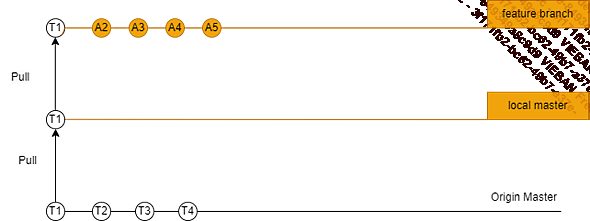 feature branch
T1 A2 A3 A4 A5
Pull
local master
T1
Pull
Origin Master
T1 T2 T3 T4